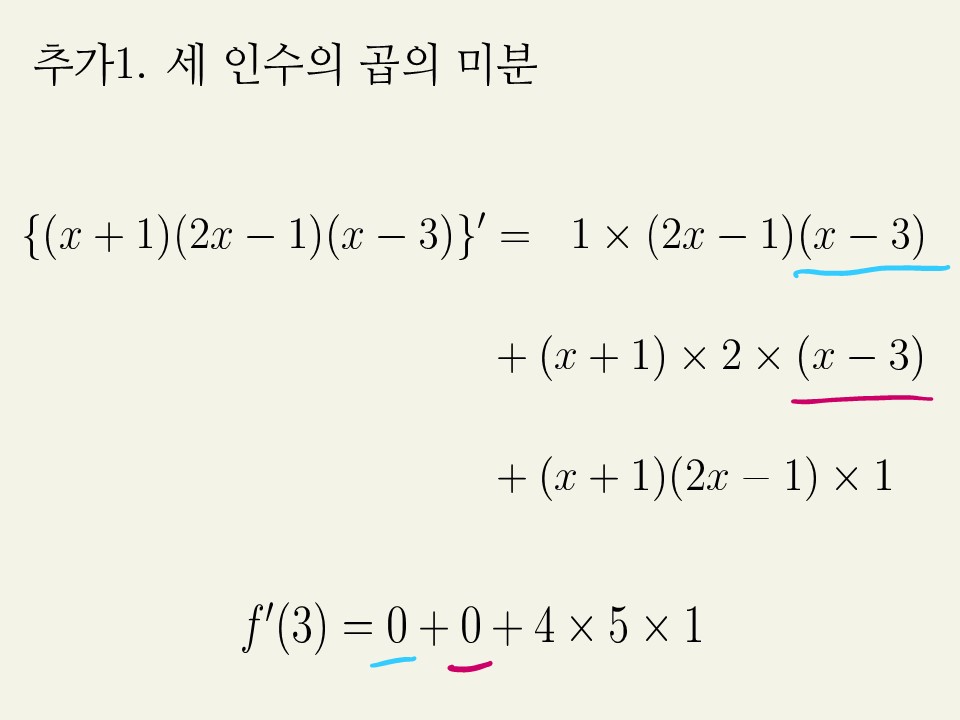 추가1. 세 인수의 곱의 미분
{(x + 1)(2x − 1)(x − 3)}′ = 1 × (2x − 1)(x − 3)
+ (x + 1) × 2 × (x − 3)
+ (x + 1)(2x − 1) × 1
f′(3) = 0 + 0 + 4 × 5 × 1